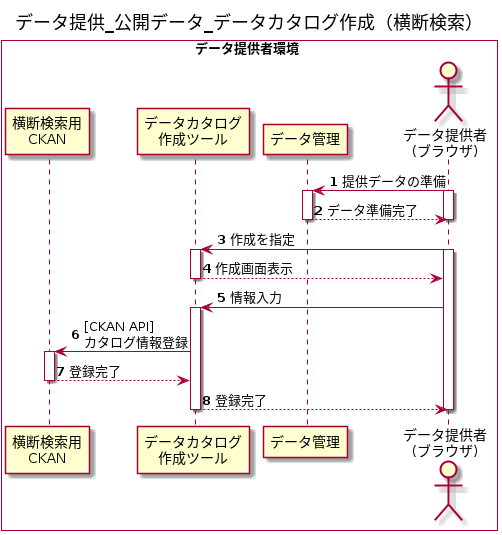 データ提供_公開データ_データカタログ作成（横断検索）
データ提供者環境
横断検索用
CKAN
データカタログ
作成ツール
データ管理
データ提供者
（ブラウザ）
1 提供データの準備
2 データ準備完了
3 作成を指定
4 作成画面表示
5 情報入力
6 [CKAN API]
カタログ情報登録
7 登録完了
8 登録完了
横断検索用
CKAN
データカタログ
作成ツール
データ管理
データ提供者
（ブラウザ）